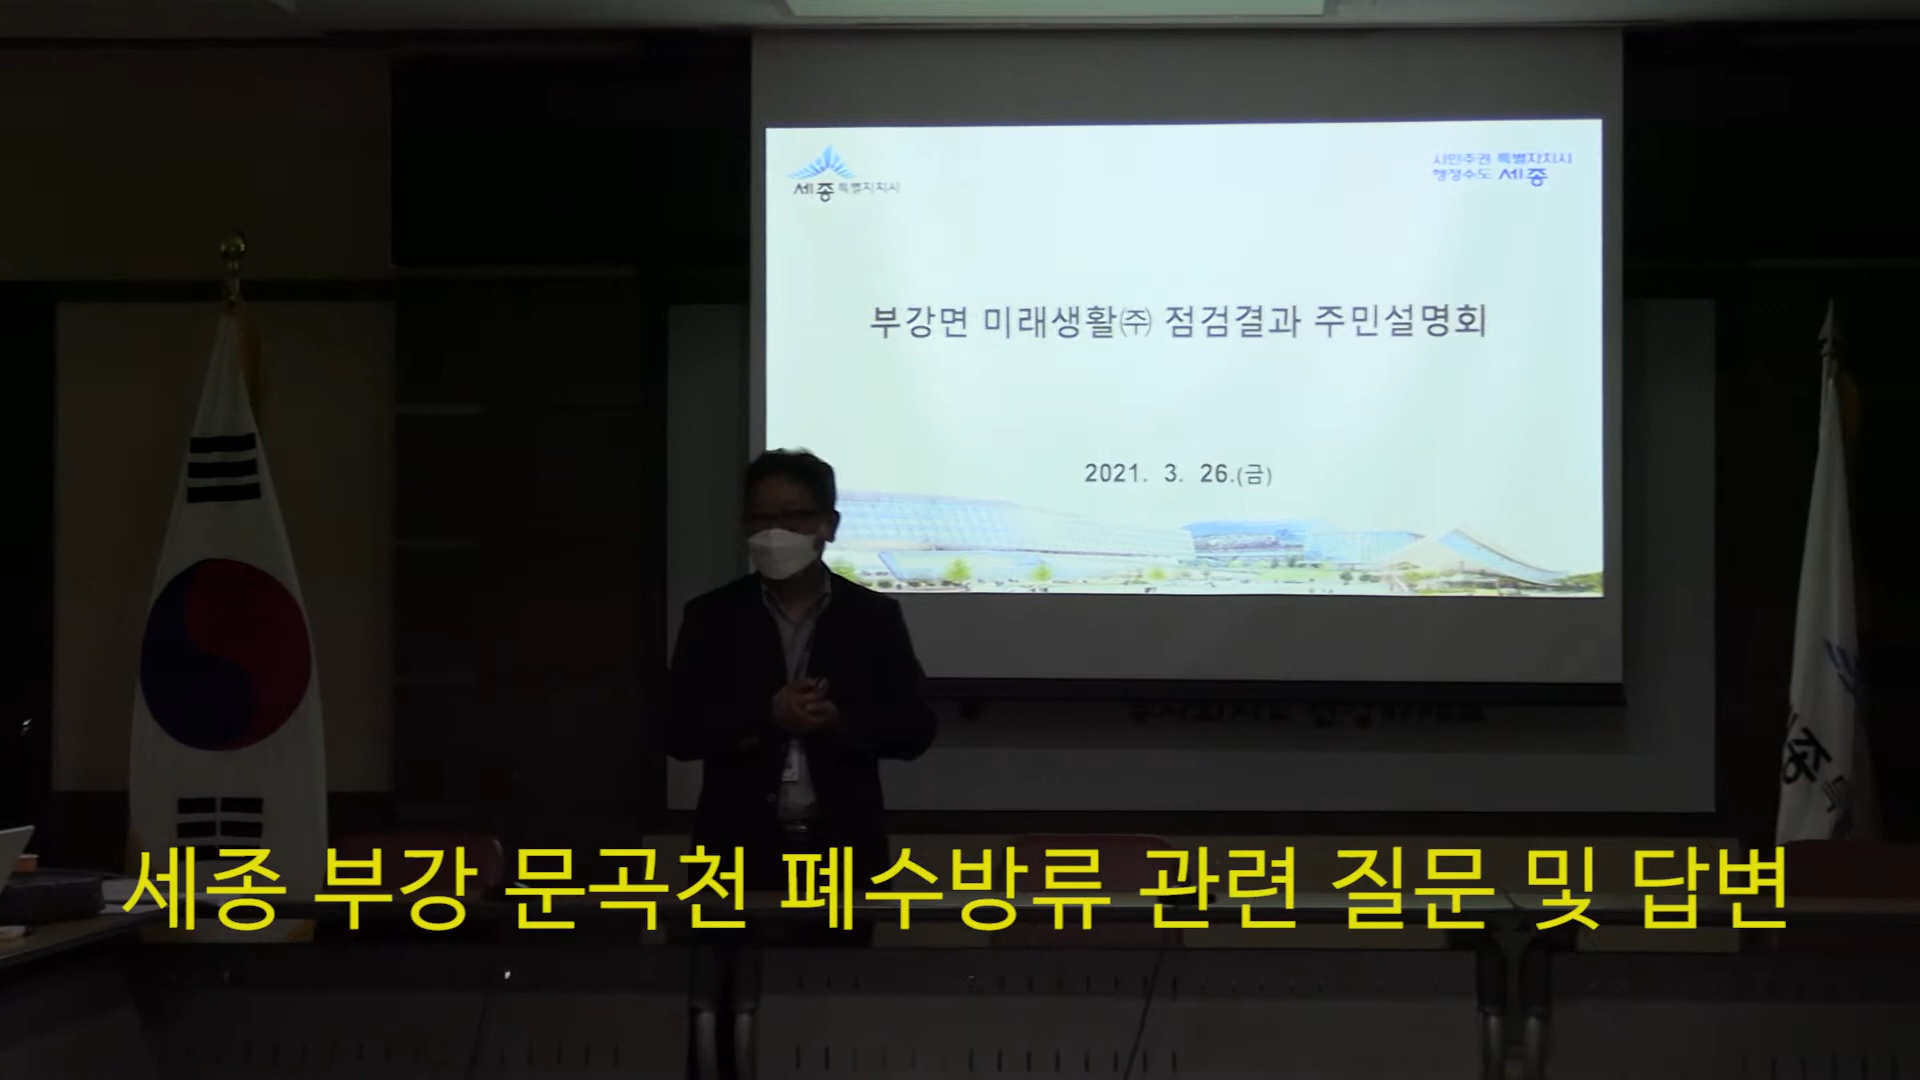 세종특별자치시
시민주권 특별자치시
행정수도 세종
부강면 미래생활㈜ 점검결과 주민설명회
2021. 3. 26.(금)
세종 부강 문곡천 폐수방류 관련 질문 및 답변